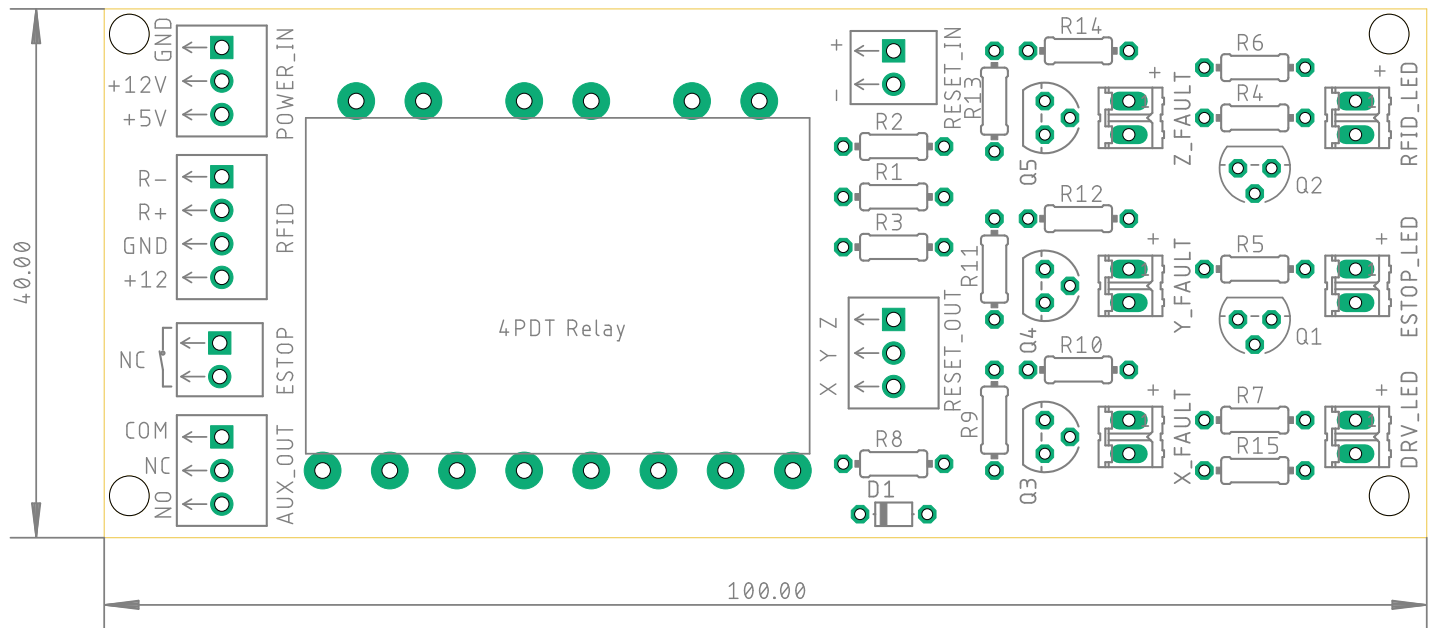 GND
+12V
+5V
POWER_IN
R-
R+
GND
+12
RFID
NC
ESTOP
COM
NC
NO
AUX_OUT
4PDT Relay
+
-
RESET_IN
R2
R1
R3
Z
Y
X
RESET_OUT
R8
D1
R14
R13
Q5
+
Z_FAULT
R12
R11
Q4
+
Y_FAULT
R10
R9
Q3
+
X_FAULT
R6
R4
Q2
+
RFID_LED
R5
Q1
+
ESTOP_LED
R7
R15
+
DRV_LED
40.00
100.00